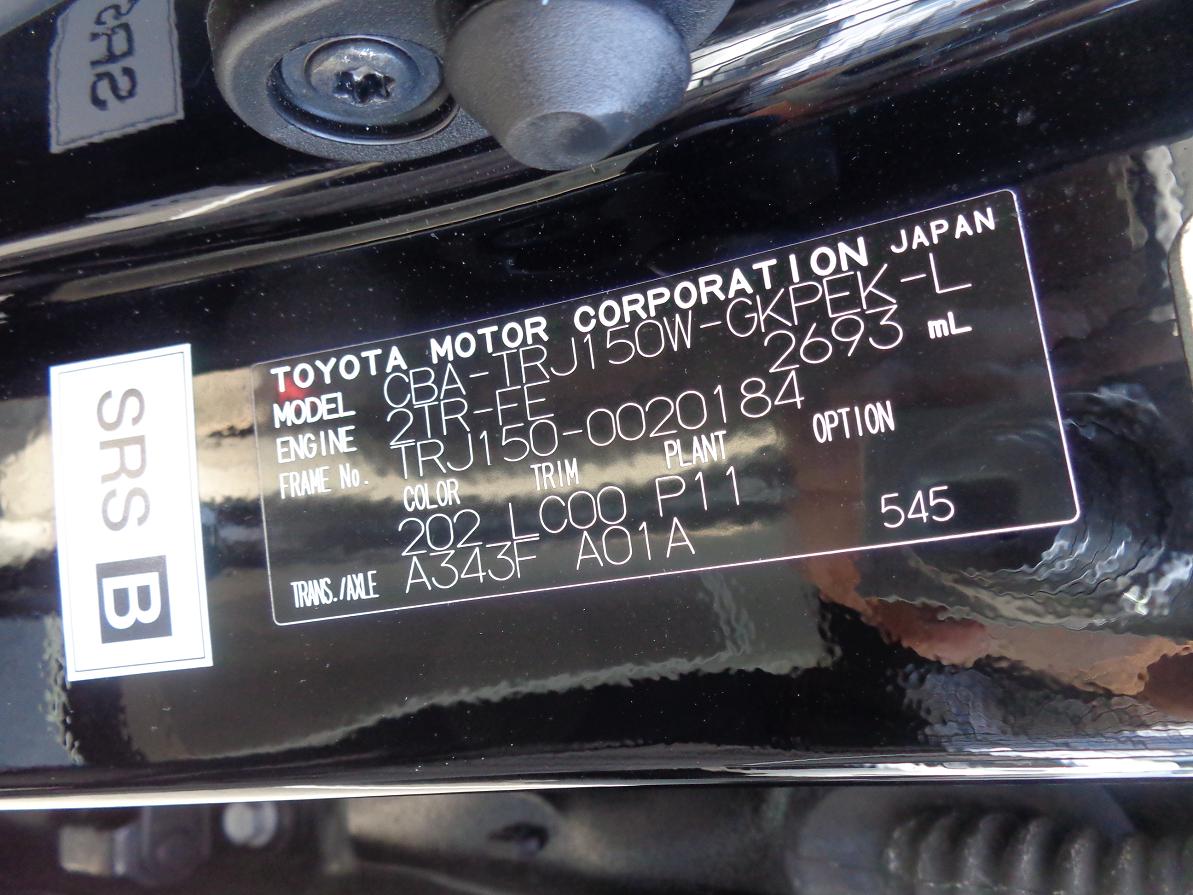 SRS
TOYOTA MOTOR CORPORATION JAPAN
MODEL CBA-TRJ150W-GKPEK-L
ENGINE 2TR-FE 2693 mL
FRAME No. TRJ150-0020184
COLOR TRIM PLANT OPTION
202 LC00 P11
TRANS./AXLE A343F A01A 545
SRS B